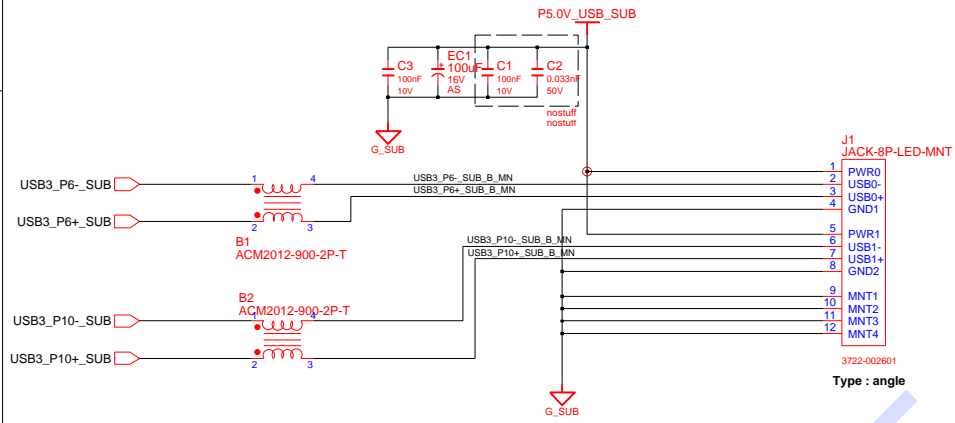 P5.0V_USB_SUB
C3
100nF
10V
EC1
100uF
16V
AS
C1
100nF
10V
C2
0.033nF
50V
nostuff
nostuff
G_SUB
J1
JACK-8P-LED-MNT
1 PWR0
2 USB0-
3 USB0+
4 GND1
5 PWR1
6 USB1-
7 USB1+
8 GND2
9 MNT1
10 MNT2
11 MNT3
12 MNT4
3722-002601
Type : angle
USB3_P6-_SUB
1
4
USB3_P6-_SUB_B_MN
USB3_P6+_SUB_B_MN
USB3_P6+_SUB
2
3
B1
ACM2012-900-2P-T
USB3_P10-_SUB_B_MN
USB3_P10+_SUB_B_MN
B2
ACM2012-900-2P-T
USB3_P10-_SUB
1
4
USB3_P10+_SUB
2
3
G_SUB